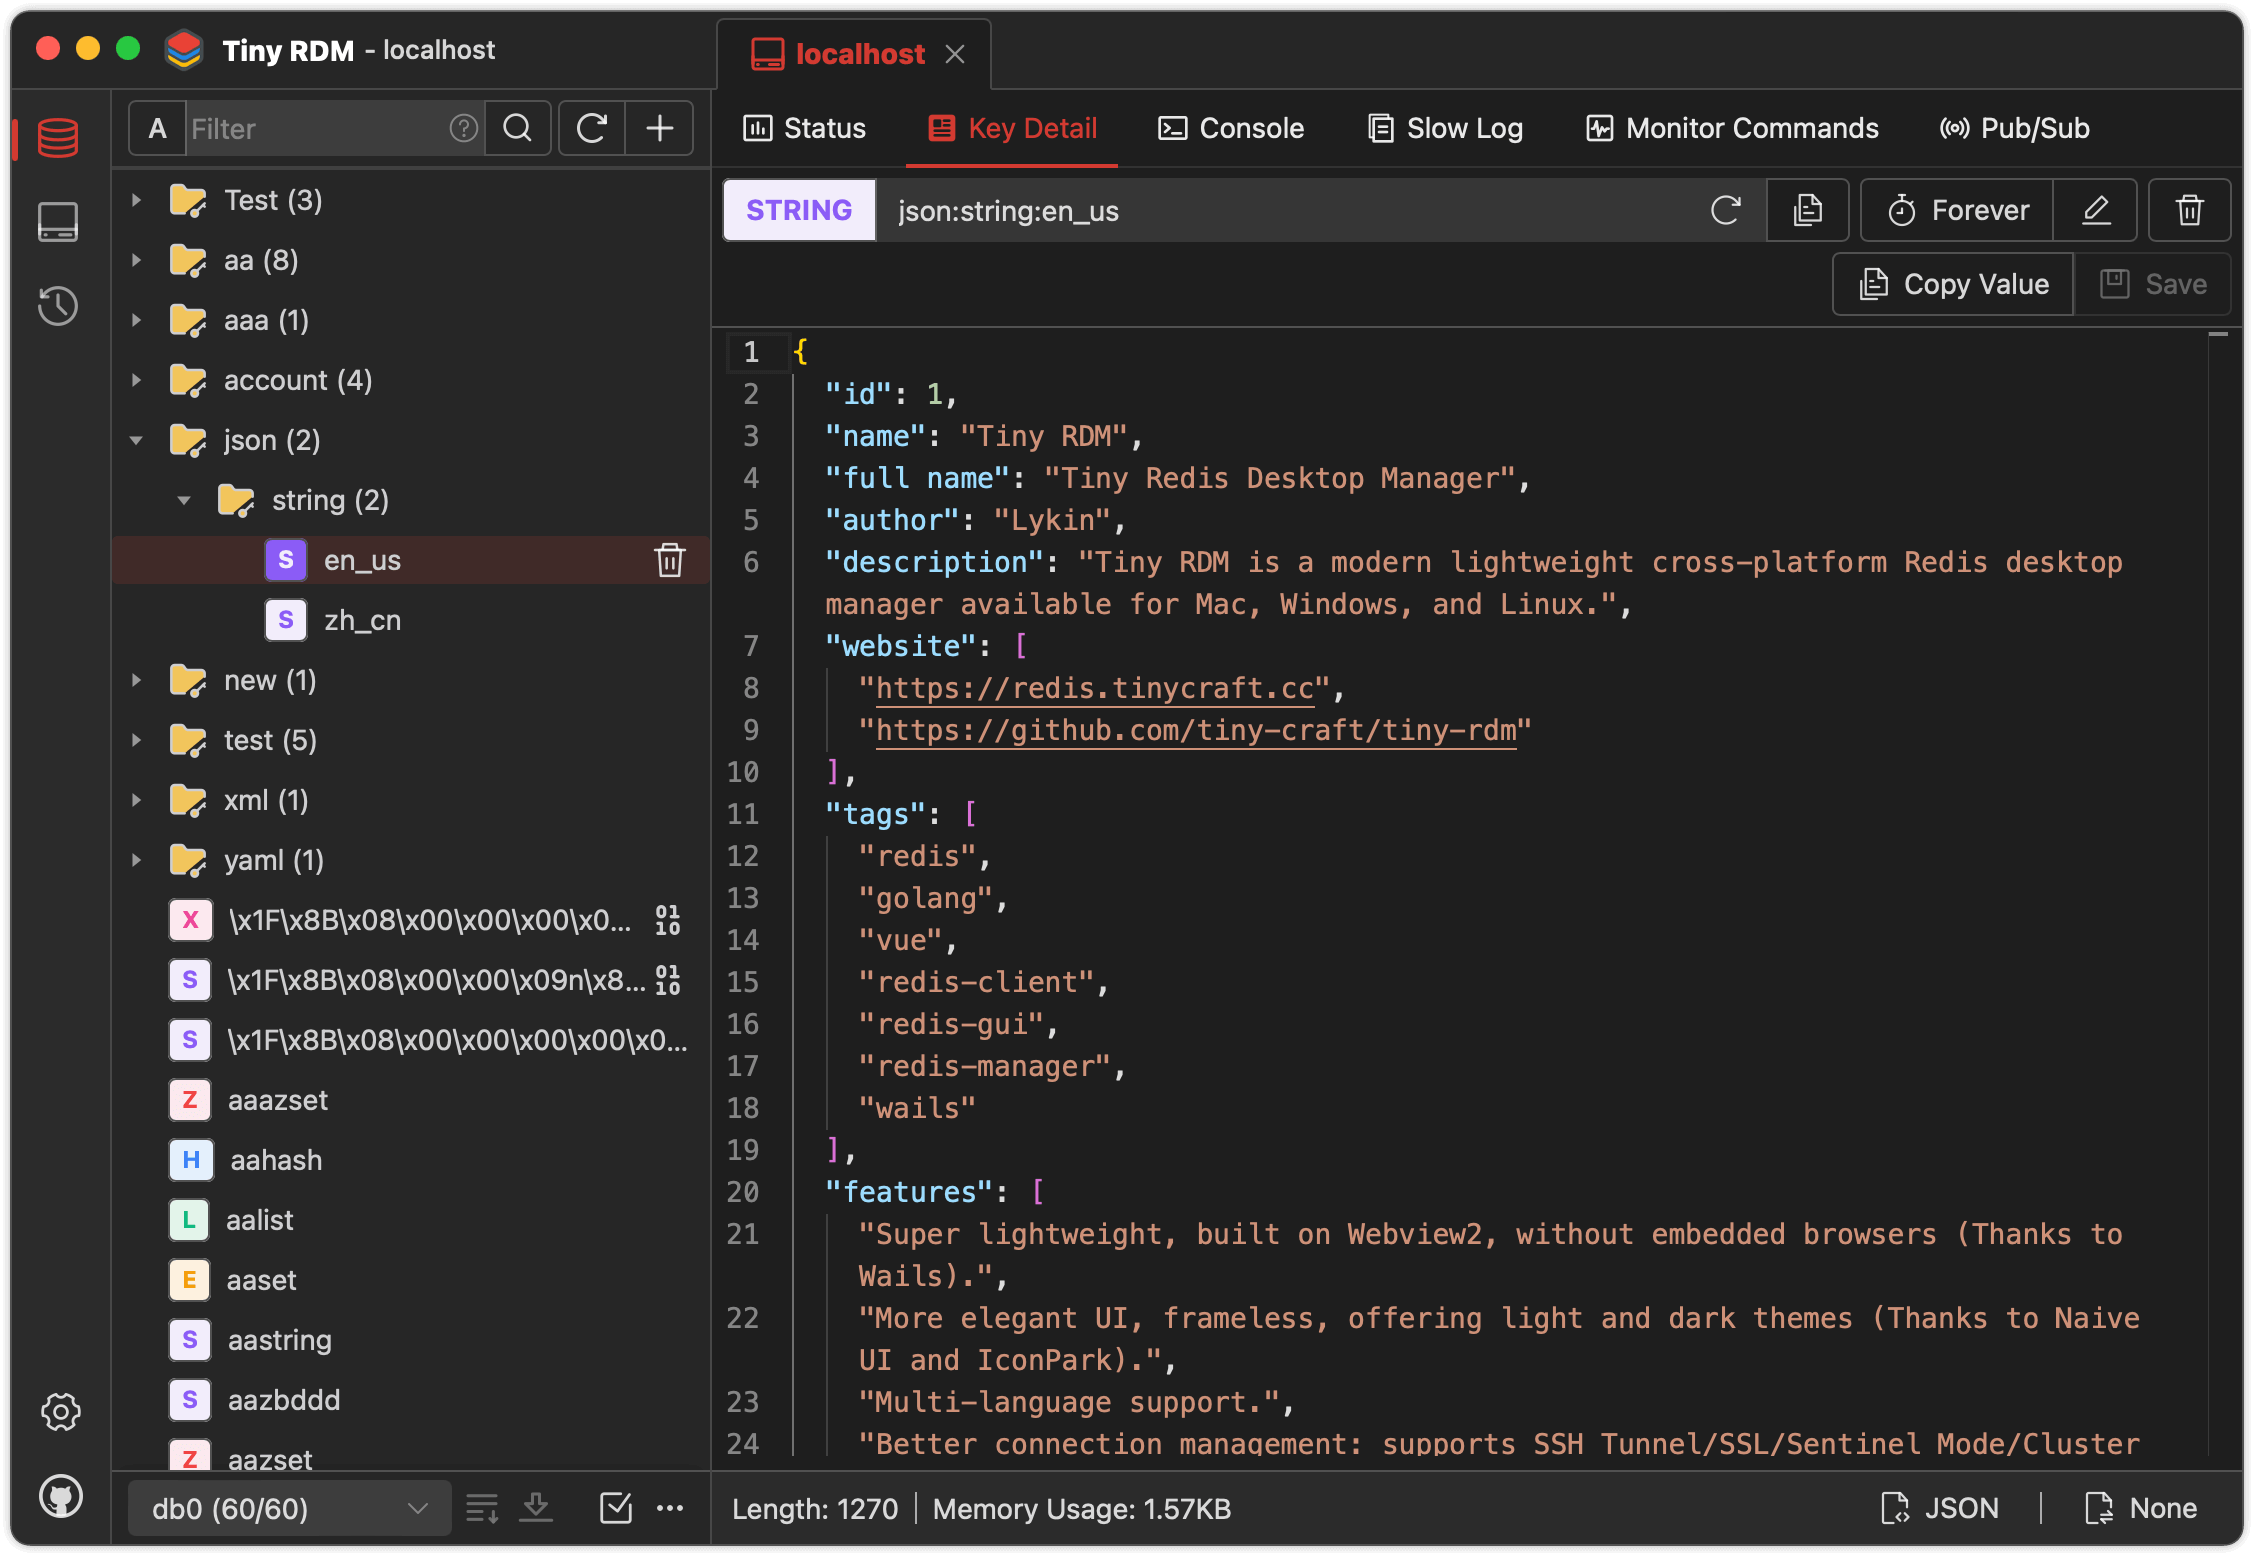 Tiny RDM - localhost
localhost
A Filter
Status Key Detail Console Slow Log Monitor Commands Pub/Sub
STRING json:string:en_us Forever
Copy Value Save
Test (3)
aa (8)
aaa (1)
account (4)
json (2)
string (2)
S en_us
S zh_cn
new (1)
test (5)
xml (1)
yaml (1)
X \x1F\x8B\x08\x00\x00\x00\x0... 01 10
S \x1F\x8B\x08\x00\x00\x09n\x8... 01 10
S \x1F\x8B\x08\x00\x00\x00\x00\x0...
Z aaazset
H aahash
L aalist
E aaset
S aastring
S aazbddd
Z aazset
db0 (60/60)
1 {
2 "id": 1,
3 "name": "Tiny RDM",
4 "full name": "Tiny Redis Desktop Manager",
5 "author": "Lykin",
6 "description": "Tiny RDM is a modern lightweight cross-platform Redis desktop
manager available for Mac, Windows, and Linux.",
7 "website": [
8 "https://redis.tinycraft.cc",
9 "https://github.com/tiny-craft/tiny-rdm"
10 ],
11 "tags": [
12 "redis",
13 "golang",
14 "vue",
15 "redis-client",
16 "redis-gui",
17 "redis-manager",
18 "wails"
19 ],
20 "features": [
21 "Super lightweight, built on Webview2, without embedded browsers (Thanks to
Wails).",
22 "More elegant UI, frameless, offering light and dark themes (Thanks to Naive
UI and IconPark).",
23 "Multi-language support.",
24 "Better connection management: supports SSH Tunnel/SSL/Sentinel Mode/Cluster
Length: 1270 | Memory Usage: 1.57KB
JSON | None